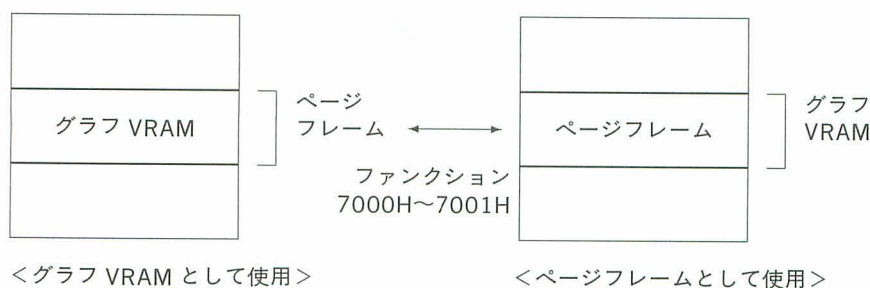 グラフ VRAM
ページ
フレーム
ファンクション
7000H〜7001H
ページフレーム
グラフ
VRAM
＜グラフ VRAM として使用＞
＜ページフレームとして使用＞